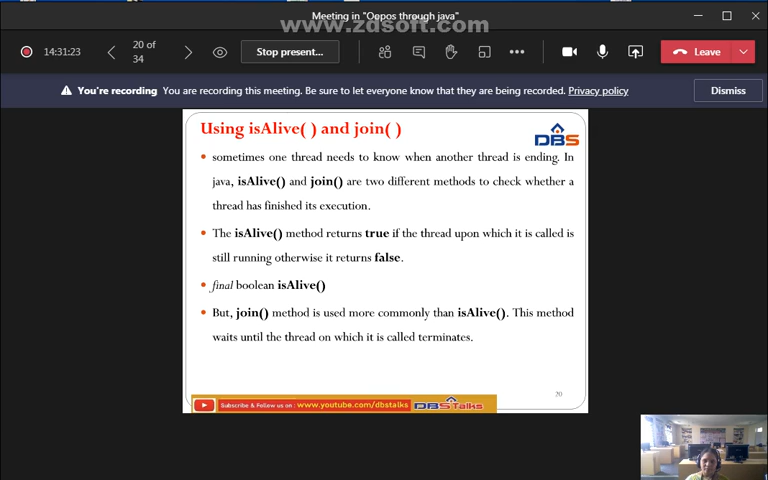 Meeting in "Oppos through java"
www.zdsoft.com
14:31:23
20 of
34
Stop present...
Leave
You're recording You are recording this meeting. Be sure to let everyone know that they are being recorded. Privacy policy
Dismiss
Using isAlive( ) and join( )
DBS
• sometimes one thread needs to know when another thread is ending. In
java, isAlive() and join() are two different methods to check whether a
thread has finished its execution.
• The isAlive() method returns true if the thread upon which it is called is
still running otherwise it returns false.
• final boolean isAlive()
• But, join() method is used more commonly than isAlive(). This method
waits until the thread on which it is called terminates.
20
Subscribe & Follow us on : www.youtube.com/dbstalks DBSTalks